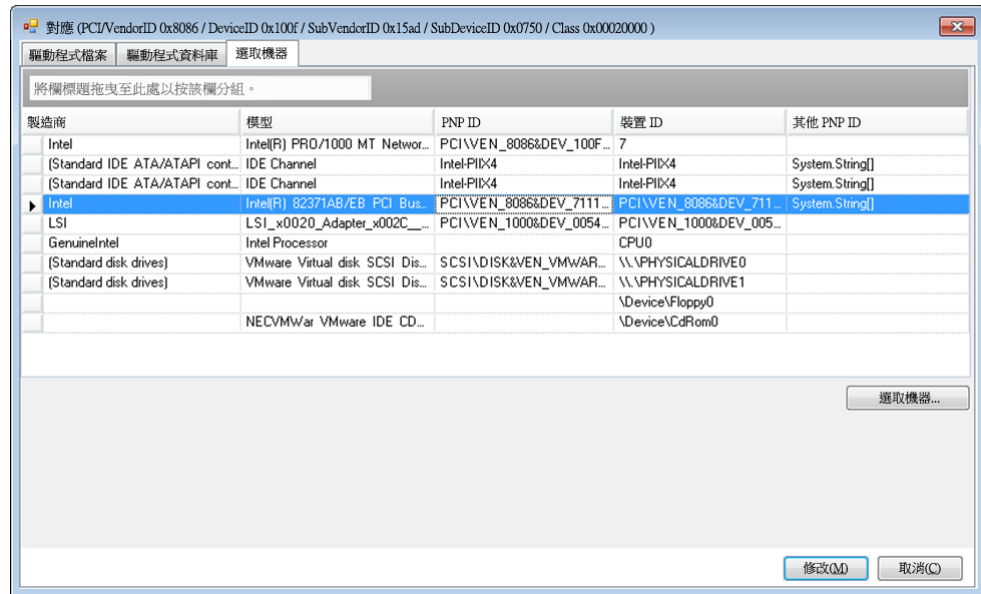 對應 (PCI/VendorID 0x8086 / DeviceID 0x100f / SubVendorID 0x15ad / SubDeviceID 0x0750 / Class 0x00020000 )
驅動程式檔案 驅動程式資料庫 選取機器
將欄標題拖曳至此處以按該欄分組。
製造商 模型 PNP ID 裝置 ID 其他 PNP ID
Intel Intel(R) PRO/1000 MT Networ... PCI\VEN_8086&DEV_100F... 7
(Standard IDE ATA/ATAPI cont... IDE Channel Intel-PIIX4 Intel-PIIX4 System.String[]
(Standard IDE ATA/ATAPI cont... IDE Channel Intel-PIIX4 Intel-PIIX4 System.String[]
Intel Intel(R) 82371AB/EB PCI Bus... PCI\VEN_8086&DEV_7111... PCI\VEN_8086&DEV_711... System.String[]
LSI LSI_x0020_Adapter_x002C__... PCI\VEN_1000&DEV_0054... PCI\VEN_1000&DEV_005...
GenuineIntel Intel Processor CPU0
(Standard disk drives) VMware Virtual disk SCSI Dis... SCSI\DISK&VEN_VMWAR... \\.\PHYSICALDRIVE0
(Standard disk drives) VMware Virtual disk SCSI Dis... SCSI\DISK&VEN_VMWAR... \\.\PHYSICALDRIVE1
\Device\Floppy0
NECVMWar VMware IDE CD... \Device\CdRom0
選取機器...
修改(M) 取消(C)